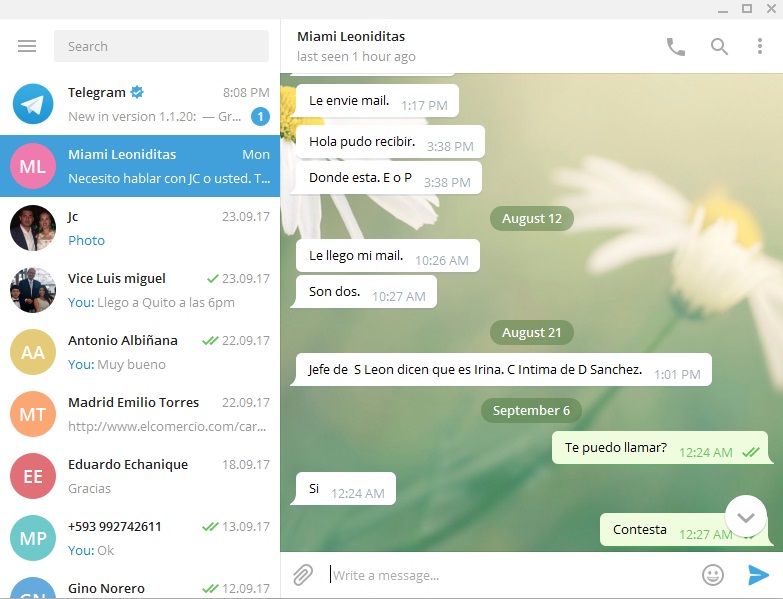 Search
Telegram 8:08 PM
New in version 1.1.20: — Gr... 1
ML Miami Leoniditas Mon
Necesito hablar con JC o usted. T...
Jc 23.09.17
Photo
Vice Luis miguel 23.09.17
You: Llego a Quito a las 6pm
AA Antonio Albiñana 22.09.17
You: Muy bueno
MT Madrid Emilio Torres 22.09.17
http://www.elcomercio.com/car...
EE Eduardo Echanique 18.09.17
Gracias
MP +593 992742611 13.09.17
You: Ok
GN Gino Norero 12.09.17
Miami Leoniditas
last seen 1 hour ago
Le envie mail. 1:17 PM
Hola pudo recibir. 3:38 PM
Donde esta. E o P 3:38 PM
August 12
Le llego mi mail. 10:26 AM
Son dos. 10:27 AM
August 21
Jefe de S Leon dicen que es Irina. C Intima de D Sanchez. 1:01 PM
September 6
Te puedo llamar? 12:24 AM
Si 12:24 AM
Contesta 12:27 AM
Write a message...